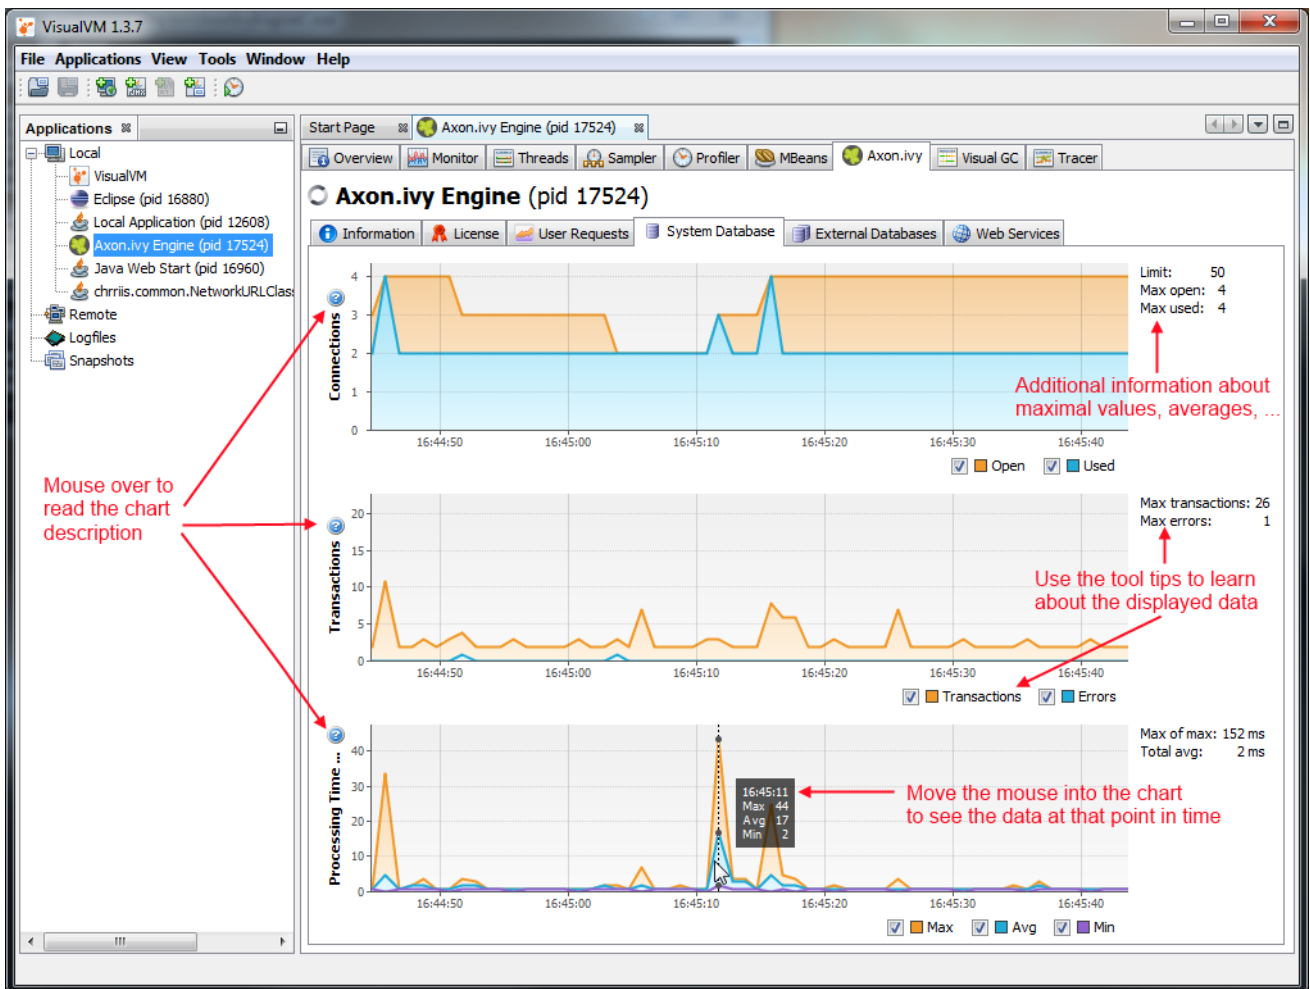 VisualVM 1.3.7
File Applications View Tools Window Help
Applications
Local
VisualVM
Eclipse (pid 16880)
Local Application (pid 12608)
Axon.ivy Engine (pid 17524)
Java Web Start (pid 16960)
chrriis.common.NetworkURLClass
Remote
Logfiles
Snapshots
Start Page
Axon.ivy Engine (pid 17524)
Overview Monitor Threads Sampler Profiler MBeans Axon.ivy Visual GC Tracer
Axon.ivy Engine (pid 17524)
Information License User Requests System Database External Databases Web Services
Connections
4
3
2
1
0
16:44:50 16:45:00 16:45:10 16:45:20 16:45:30 16:45:40
Open Used
Limit: 50
Max open: 4
Max used: 4
Additional information about
maximal values, averages, ...
Mouse over to
read the chart
description
Transactions
20
15
10
5
0
16:44:50 16:45:00 16:45:10 16:45:20 16:45:30 16:45:40
Transactions Errors
Max transactions: 26
Max errors: 1
Use the tool tips to learn
about the displayed data
Processing Time ...
40
30
20
10
0
16:44:50 16:45:00 16:45:10 16:45:20 16:45:30 16:45:40
Max Avg Min
Max of max: 152 ms
Total avg: 2 ms
16:45:11
Max 44
Avg 17
Min 2
Move the mouse into the chart
to see the data at that point in time